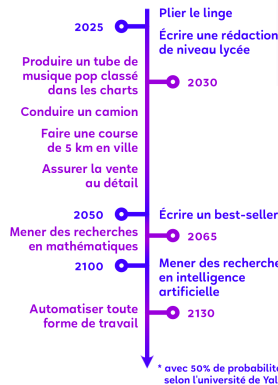 Plier le linge
2025
Écrire une rédaction
de niveau lycée
Produire un tube de
musique pop classé
dans les charts
2030
Conduire un camion
Faire une course
de 5 km en ville
Assurer la vente
au détail
2050
Écrire un best-seller
Mener des recherches
en mathématiques
2065
2100
Mener des recherche
en intelligence
artificielle
Automatiser toute
forme de travail
2130
* avec 50% de probabilit
selon l'université de Yal